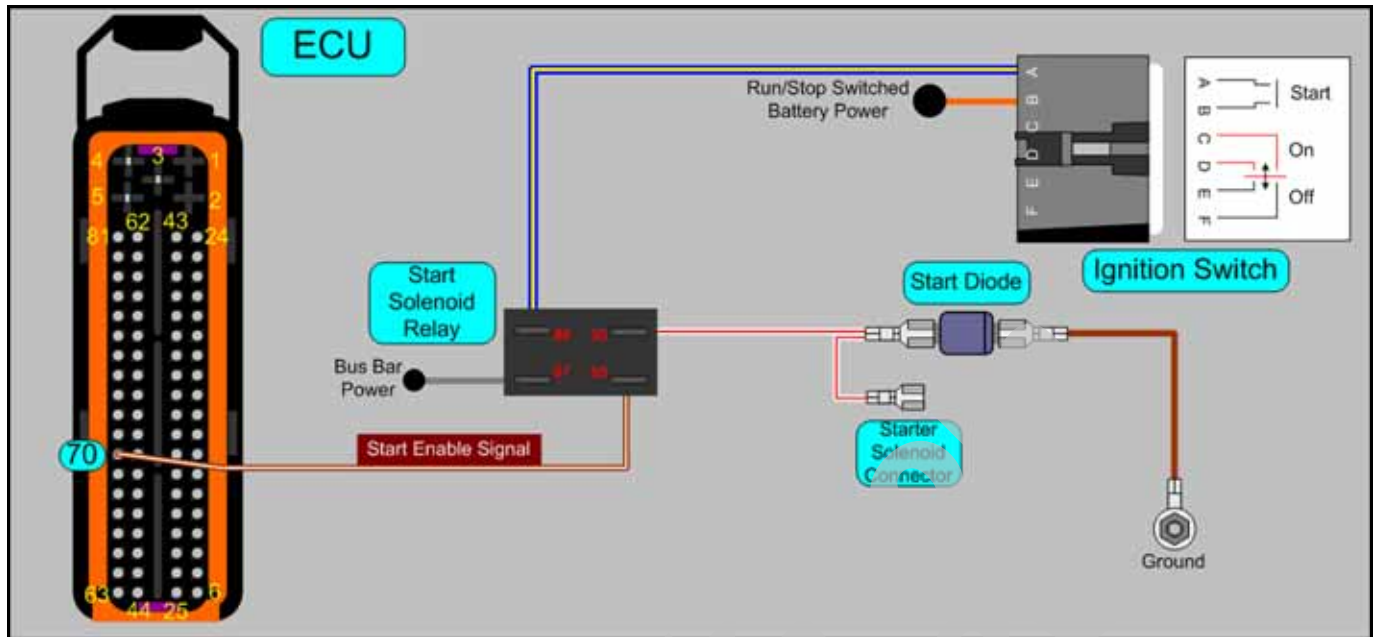 ECU
4
3
1
5
2
62
43
81
24
70
63
44
25
6
Run/Stop Switched
Battery Power
A
B
C
D
E
F
A
B
C
D
E
F
Start
On
Off
Ignition Switch
Start
Solenoid
Relay
Start Diode
Bus Bar
Power
Start Enable Signal
Starter
Solenoid
Connector
Ground